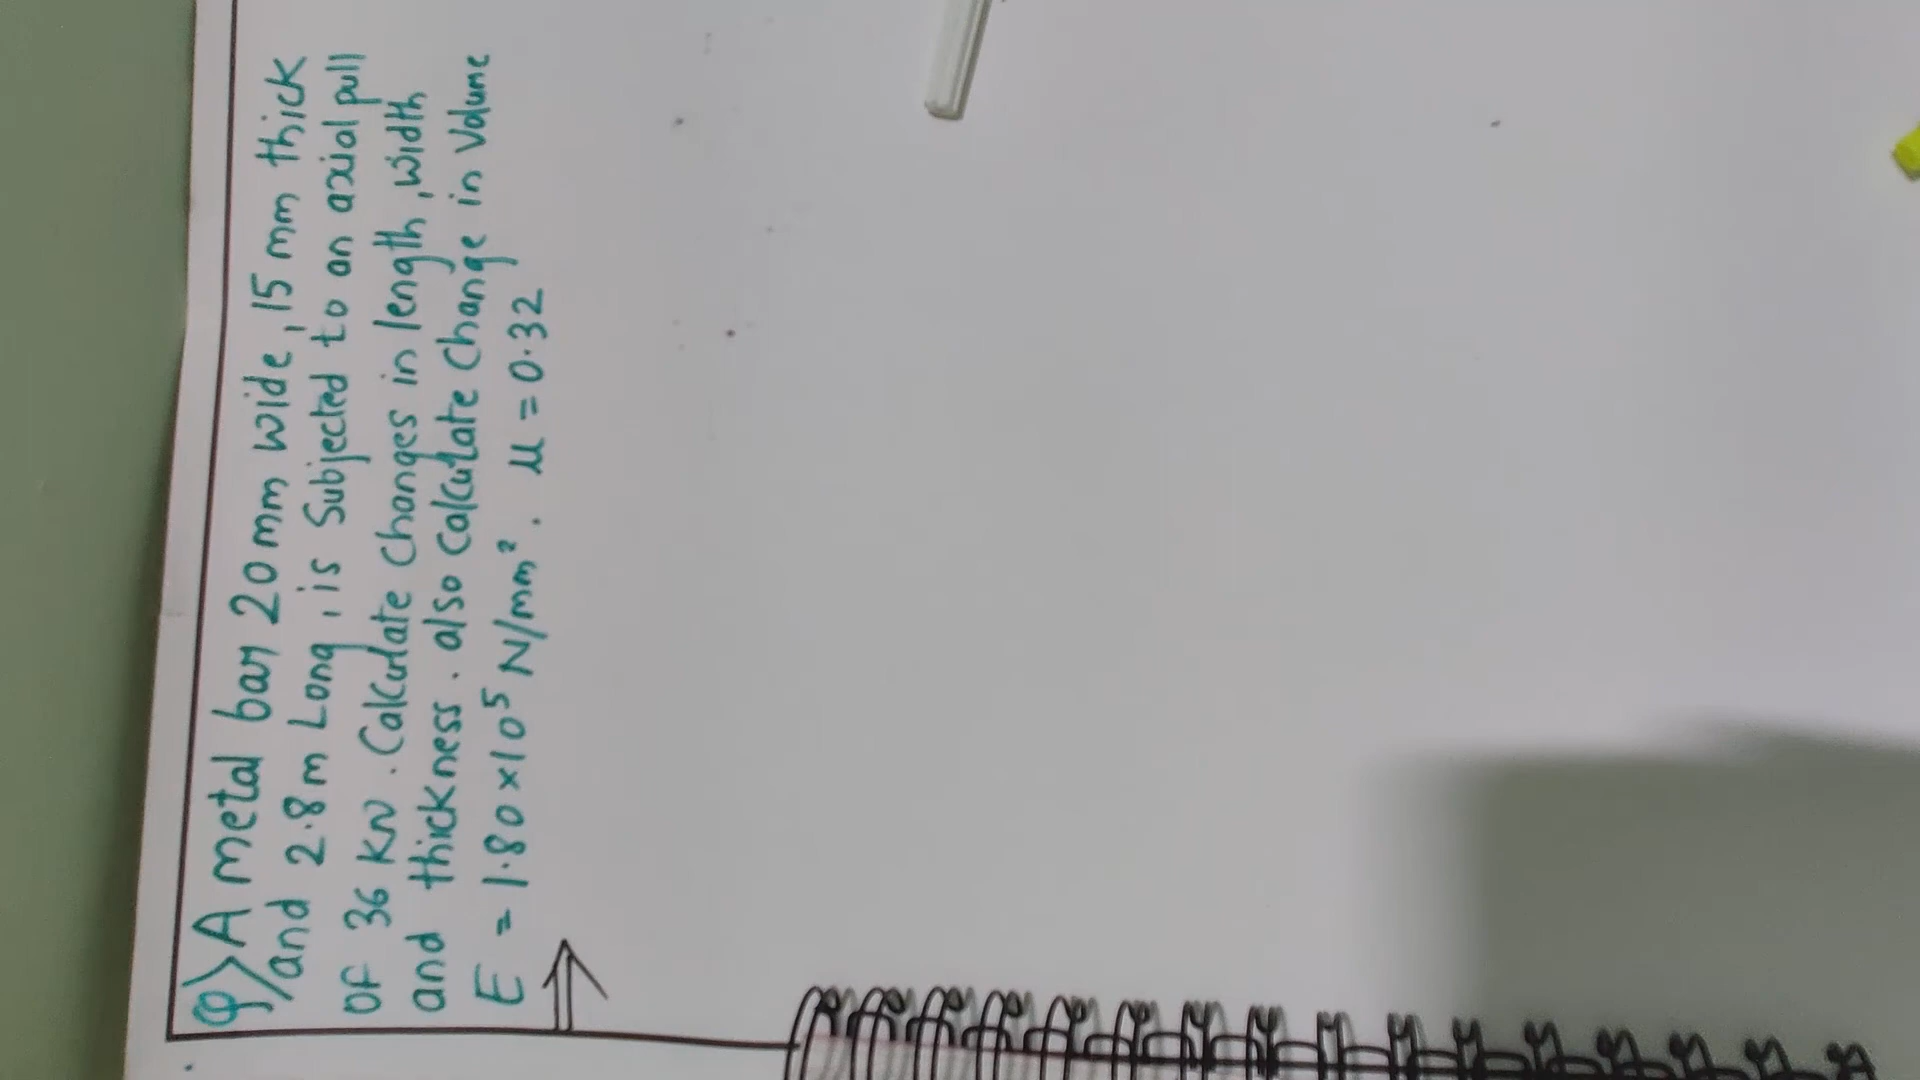 Q> A metal bar 20 mm wide, 15 mm thick
and 2.8 m Long, is Subjected to an axial pull
OF 36 KN. Calculate Changes in length, width
and thickness. also Calculate Change in Volume
E = 1.80 × 10⁵ N/mm². μ = 0.32